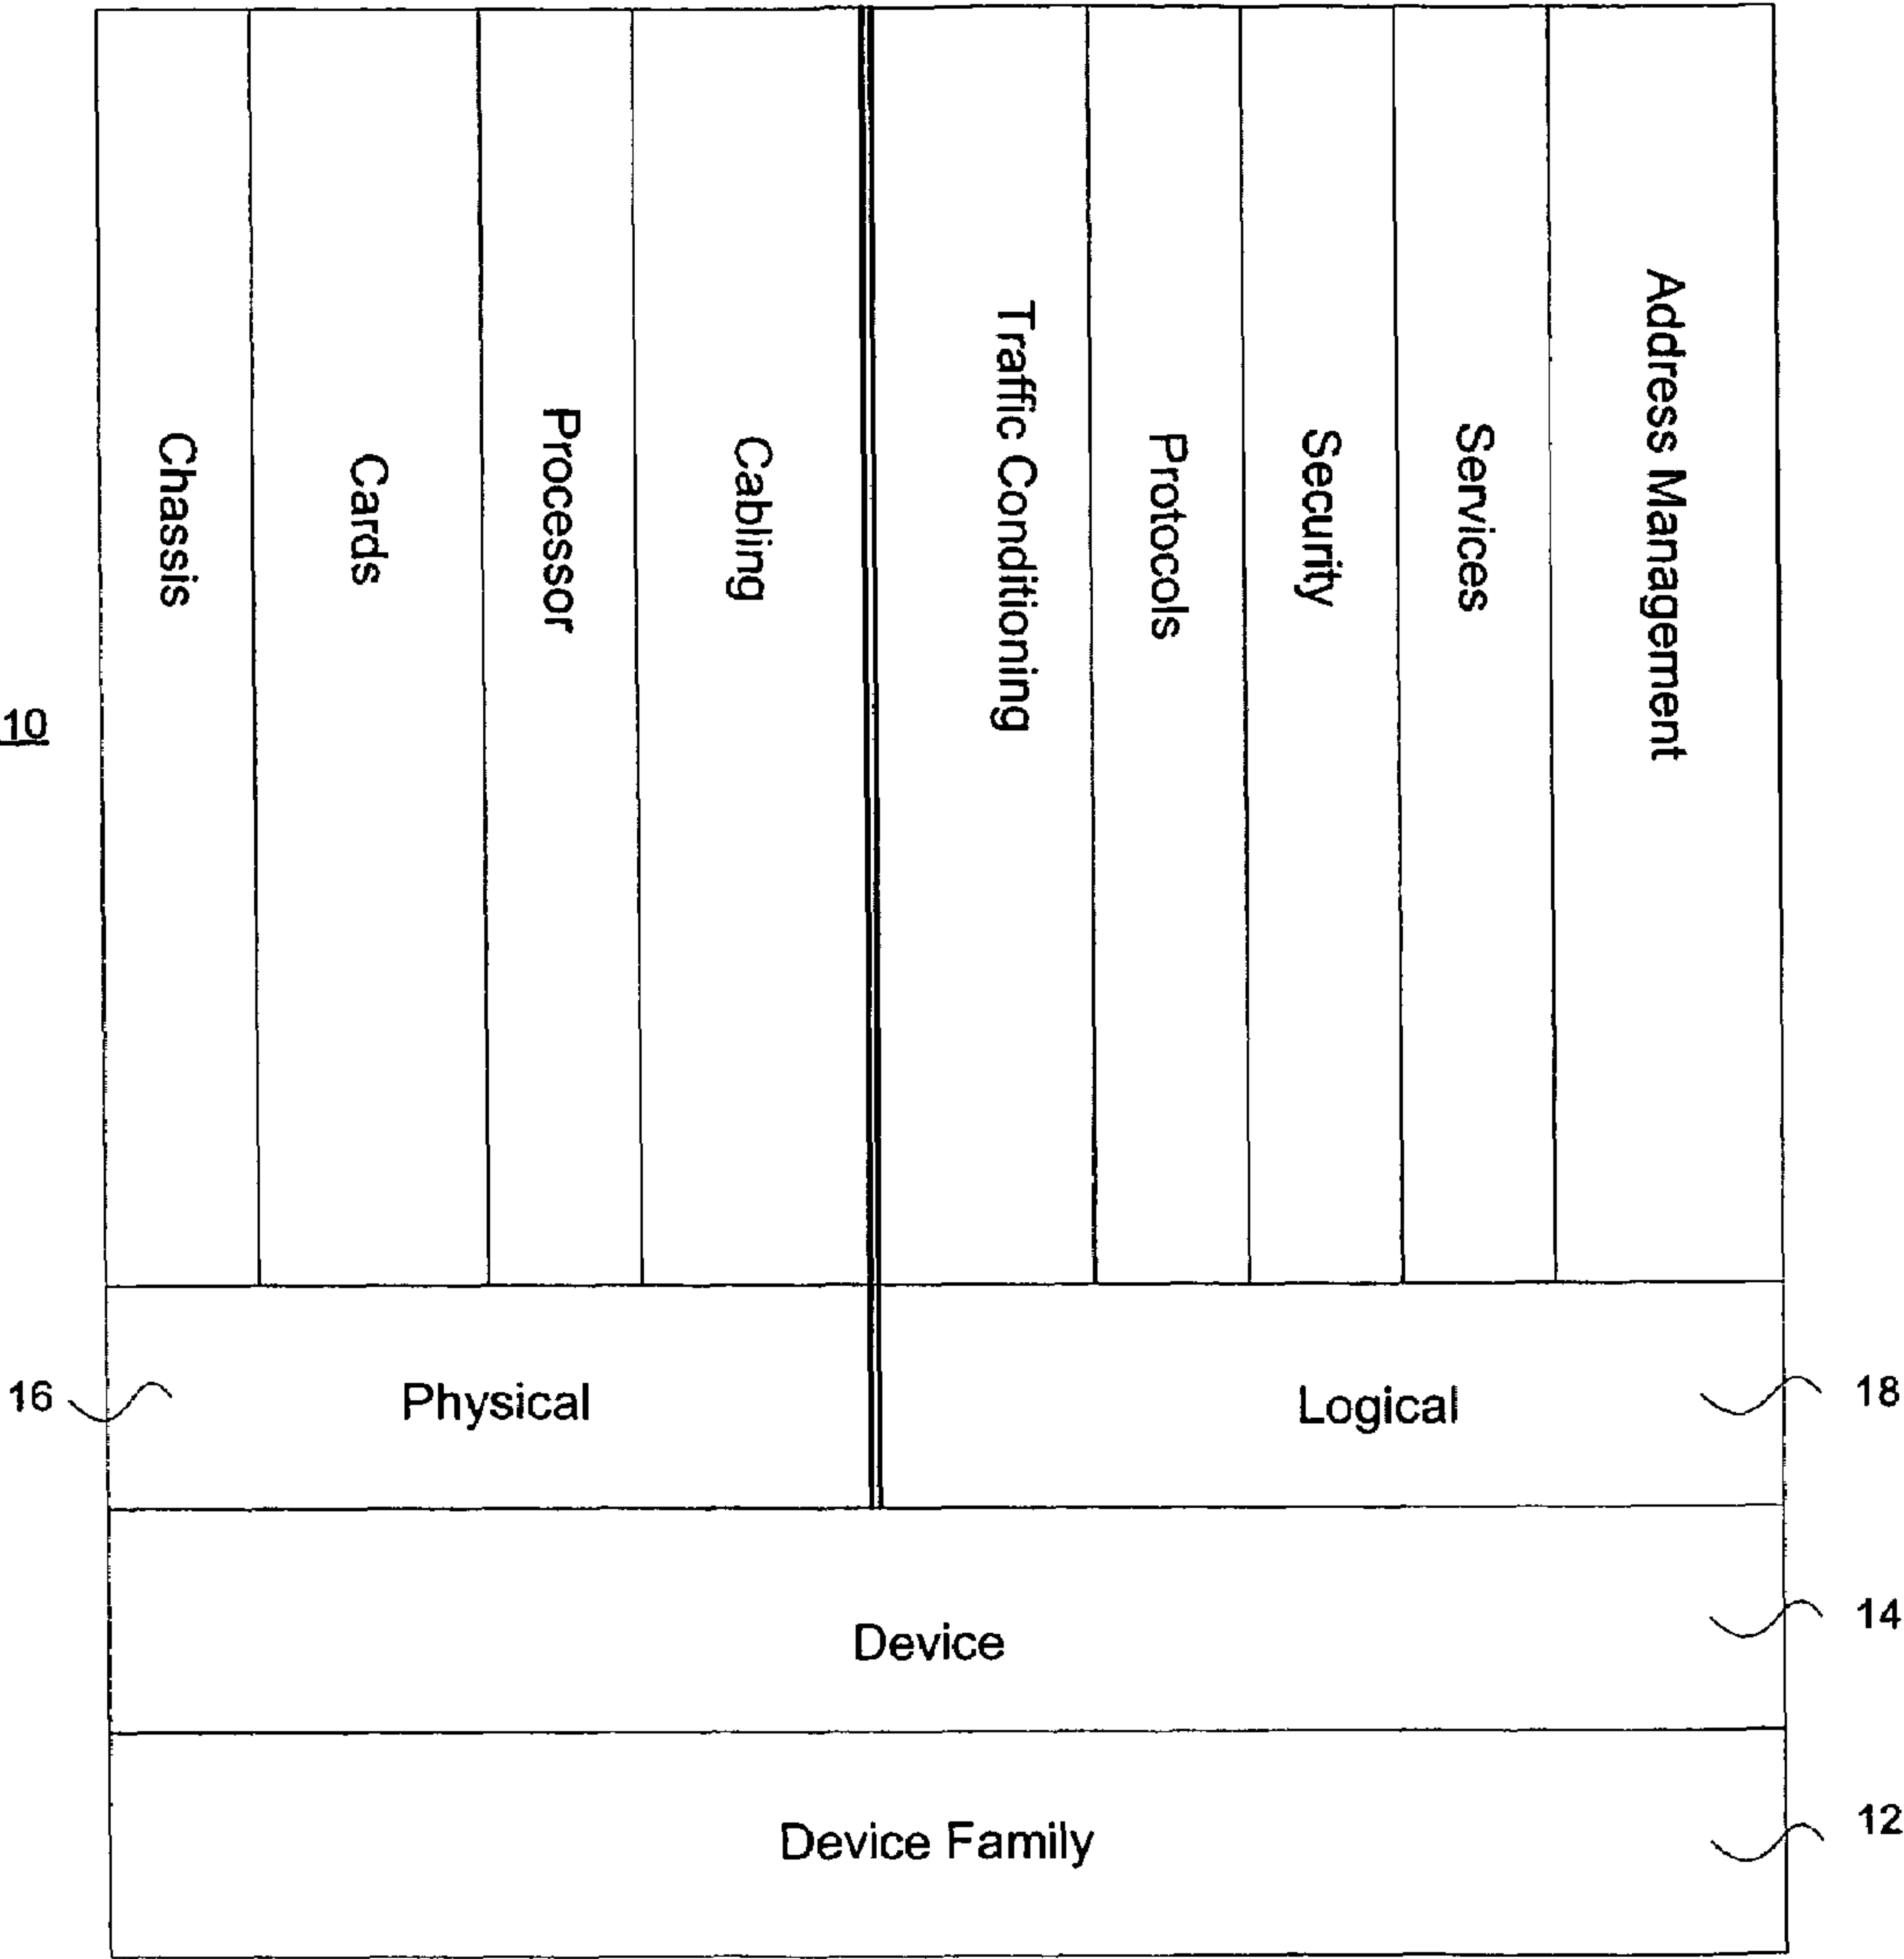 Chassis
Cards
Processor
Cabling
Traffic Conditioning
Protocols
Security
Services
Address Management
10
16
Physical
Logical
18
Device
14
Device Family
12